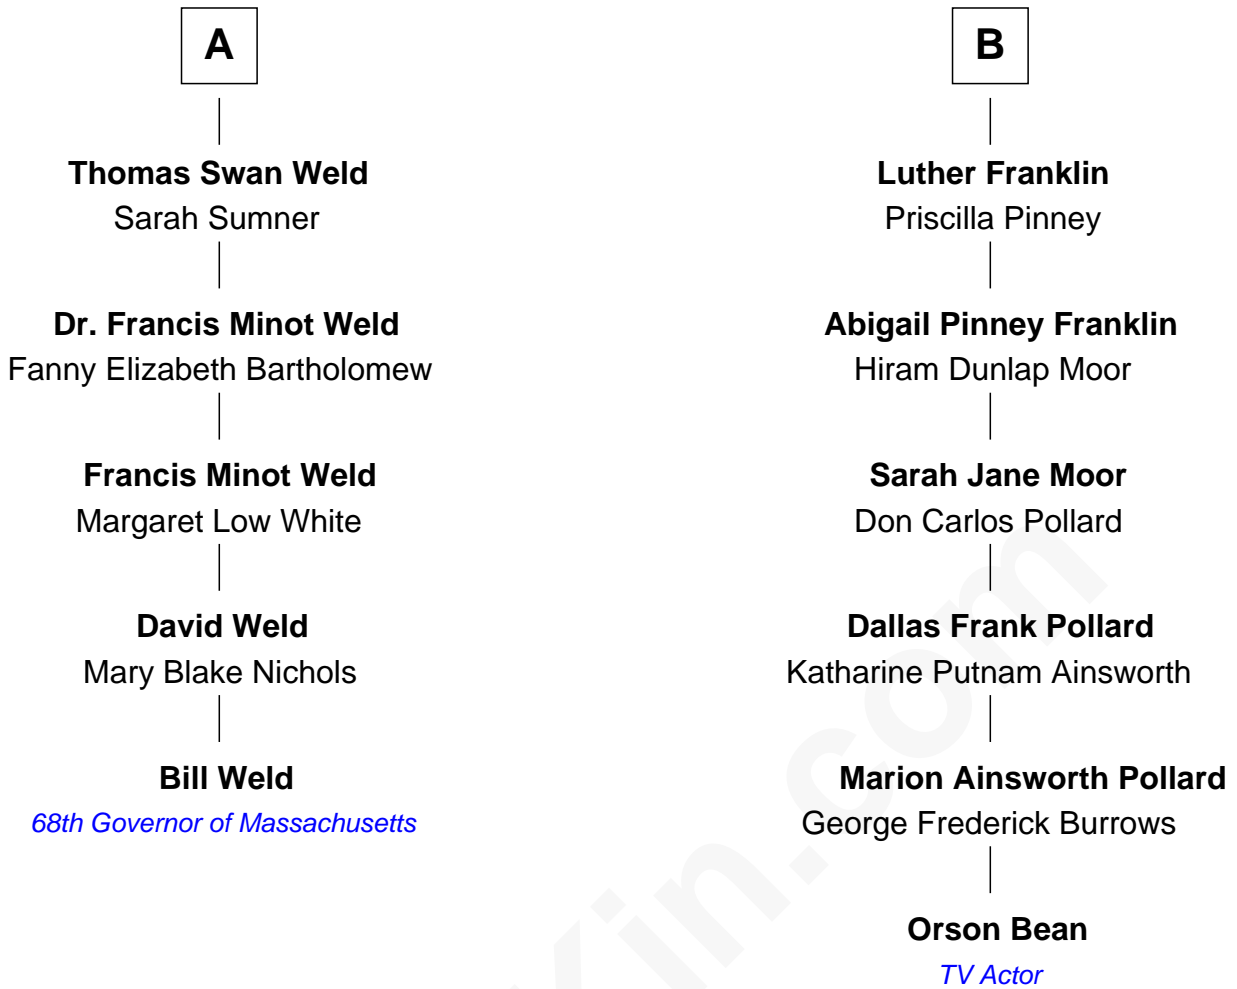 A
Thomas Swan Weld
Sarah Sumner
Dr. Francis Minot Weld
Fanny Elizabeth Bartholomew
Francis Minot Weld
Margaret Low White
David Weld
Mary Blake Nichols
Bill Weld
68th Governor of Massachusetts
B
Luther Franklin
Priscilla Pinney
Abigail Pinney Franklin
Hiram Dunlap Moor
Sarah Jane Moor
Don Carlos Pollard
Dallas Frank Pollard
Katharine Putnam Ainsworth
Marion Ainsworth Pollard
George Frederick Burrows
Orson Bean
TV Actor
Kin.com